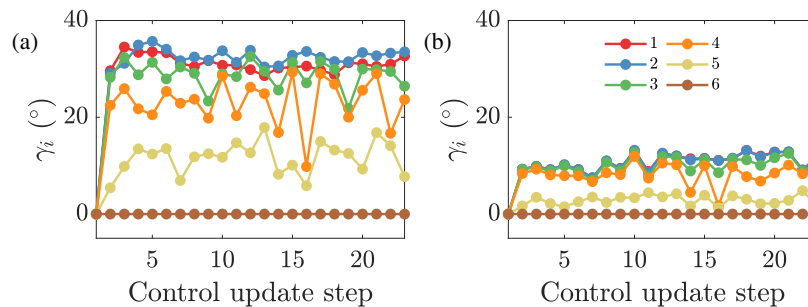 (a)
γᵢ (°)
40
20
0
5 10 15 20
Control update step
(b)
γᵢ (°)
40
20
0
5 10 15 20
Control update step
1 4
2 5
3 6